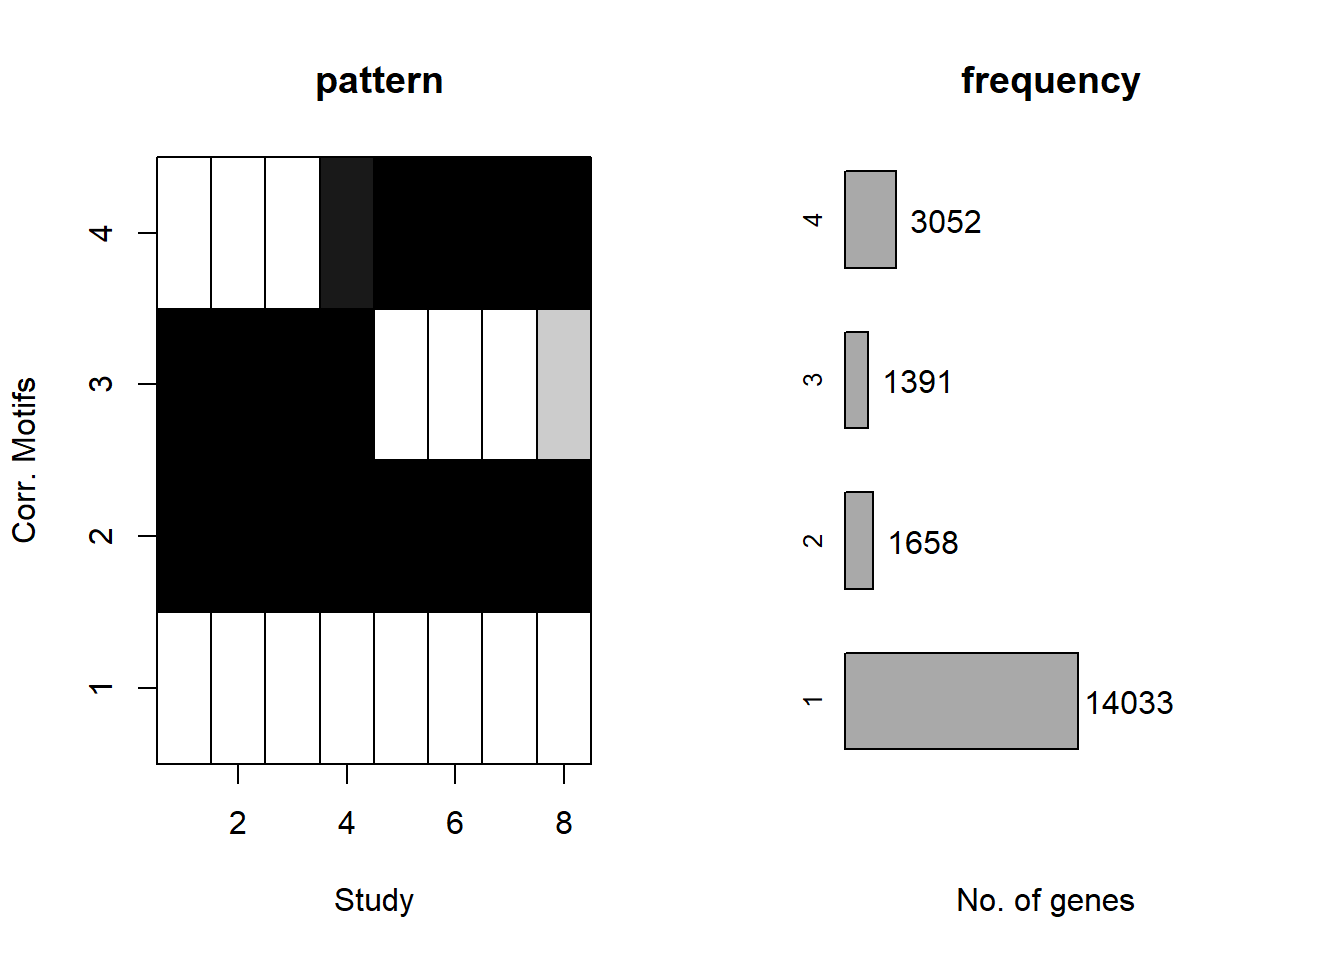 pattern
Corr. Motifs
4
3
2
1
2 4 6 8
Study
frequency
4 3052
3 1391
2 1658
1 14033
No. of genes